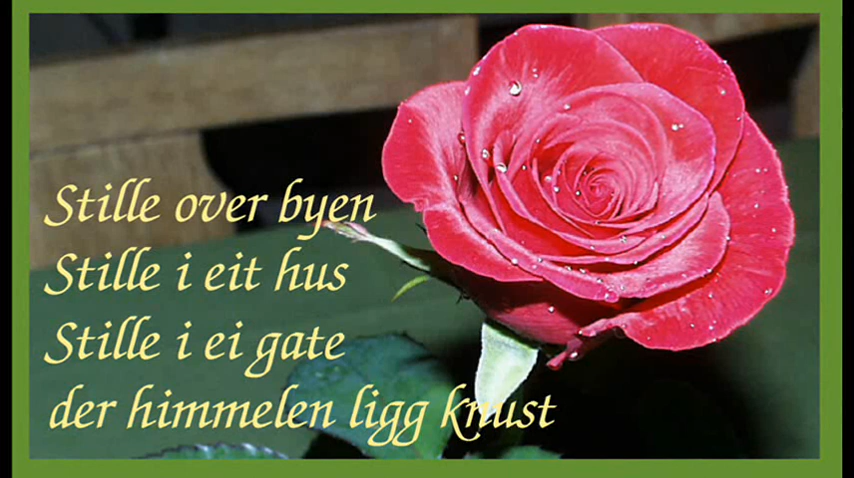 Stille over byen
Stille i eit hus
Stille i ei gate
der himmelen ligg knust